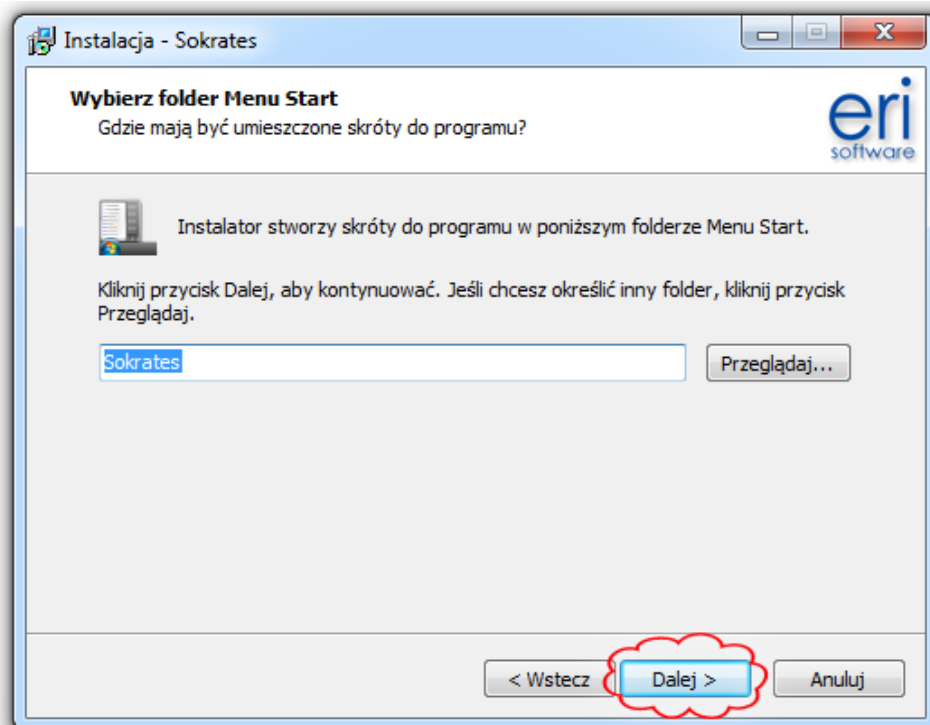 Instalacja - Sokrates
Wybierz folder Menu Start
Gdzie mają być umieszczone skróty do programu?
eri
software
Instalator stworzy skróty do programu w poniższym folderze Menu Start.
Kliknij przycisk Dalej, aby kontynuować. Jeśli chcesz określić inny folder, kliknij przycisk
Przeglądaj.
Sokrates
Przeglądaj...
< Wstecz
Dalej >
Anuluj